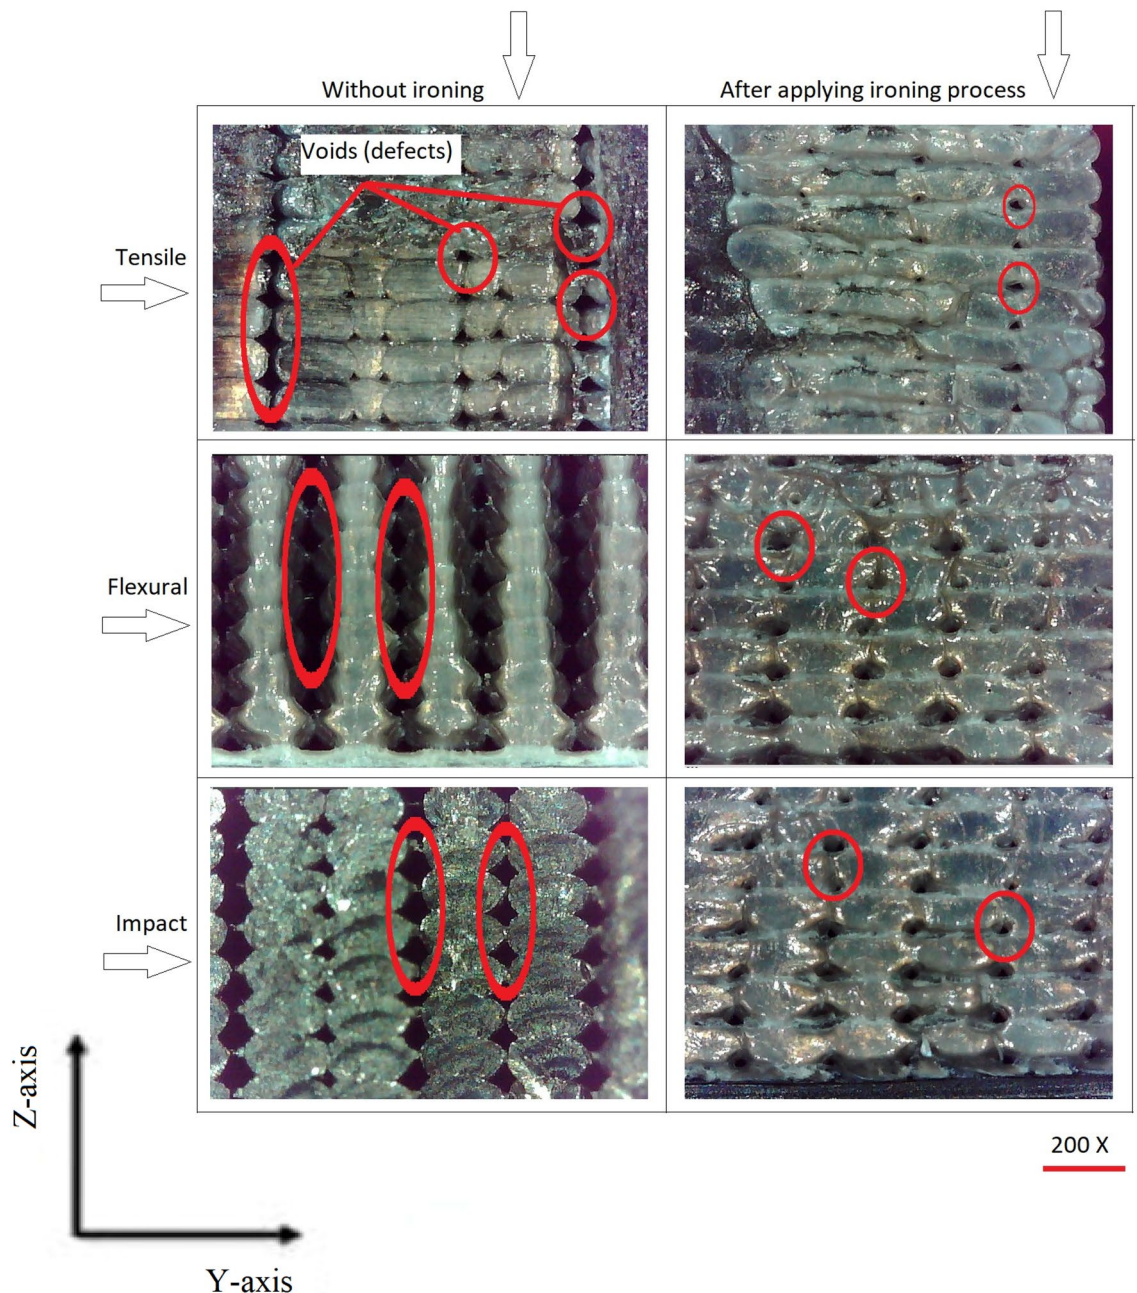 Without ironing
After applying ironing process
Voids (defects)
Tensile
Flexural
Impact
200 X
Z-axis
Y-axis